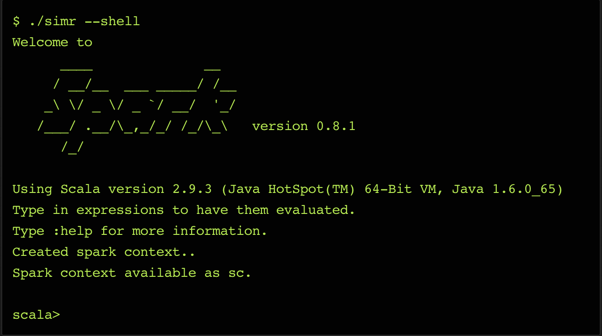 $ ./simr --shell
Welcome to
      ____              __
     / __/__  ___ _____/ /__
    _\ \/ _ \/ _ `/ __/  '_/
   /___/ .__/\_,_/_/ /_/\_\   version 0.8.1
      /_/
Using Scala version 2.9.3 (Java HotSpot(TM) 64-Bit VM, Java 1.6.0_65)
Type in expressions to have them evaluated.
Type :help for more information.
Created spark context..
Spark context available as sc.
scala>